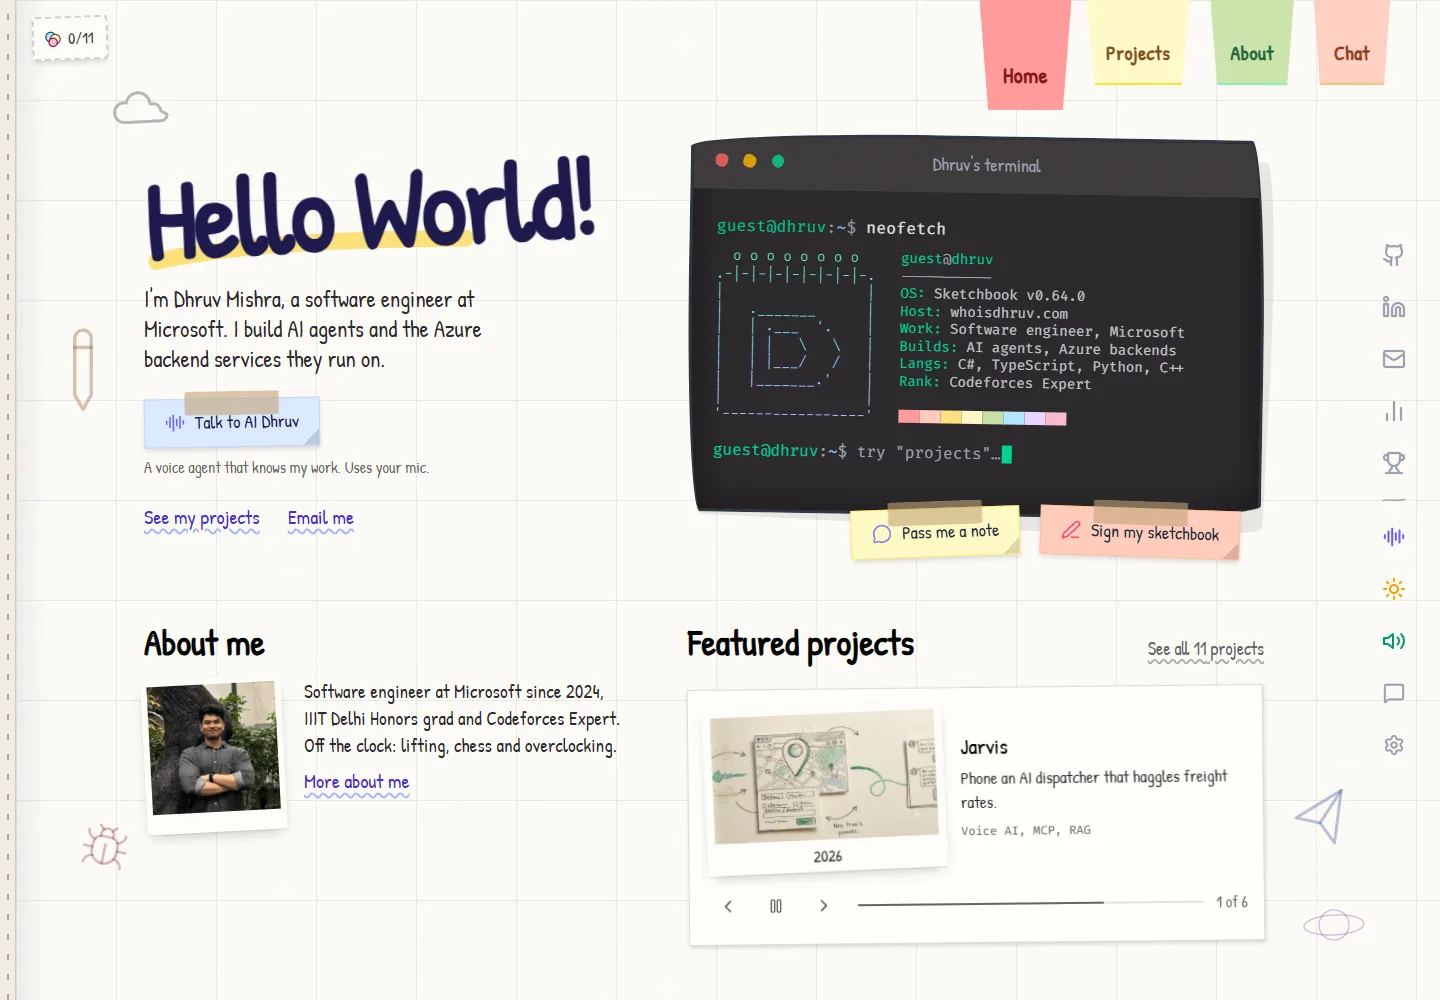 0/11
Home
Projects
About
Chat
Hello World!
I'm Dhruv Mishra, a software engineer at
Microsoft. I build AI agents and the Azure
backend services they run on.
Talk to AI Dhruv
A voice agent that knows my work. Uses your mic.
See my projects Email me
Dhruv's terminal
guest@dhruv:~$ neofetch
guest@dhruv
OS: Sketchbook v0.64.0
Host: whoisdhruv.com
Work: Software engineer, Microsoft
Builds: AI agents, Azure backends
Langs: C#, TypeScript, Python, C++
Rank: Codeforces Expert
guest@dhruv:~$ try "projects"…
Pass me a note
Sign my sketchbook
About me
Software engineer at Microsoft since 2024,
IIIT Delhi Honors grad and Codeforces Expert.
Off the clock: lifting, chess and overclocking.
More about me
Featured projects
See all 11 projects
2026
Jarvis
Phone an AI dispatcher that haggles freight
rates.
Voice AI, MCP, RAG
1 of 6